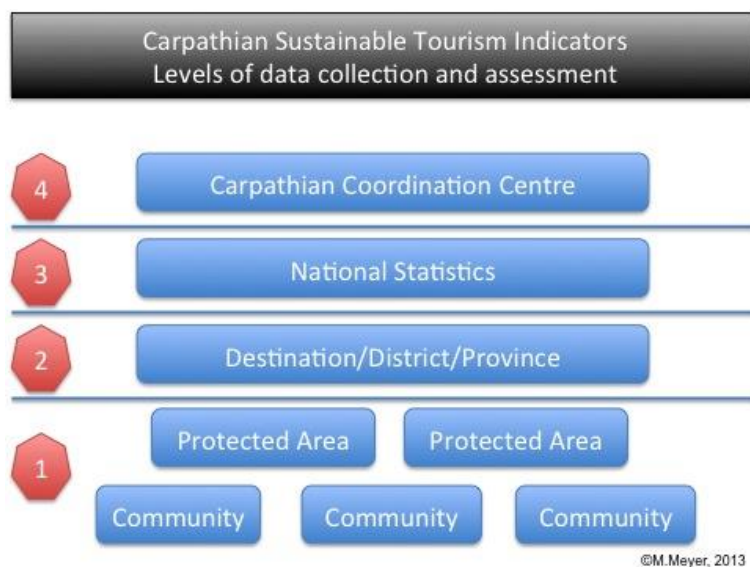 Carpathian Sustainable Tourism Indicators
Levels of data collection and assessment
4
Carpathian Coordination Centre
3
National Statistics
2
Destination/District/Province
1
Protected Area
Protected Area
Community
Community
Community
©M.Meyer, 2013